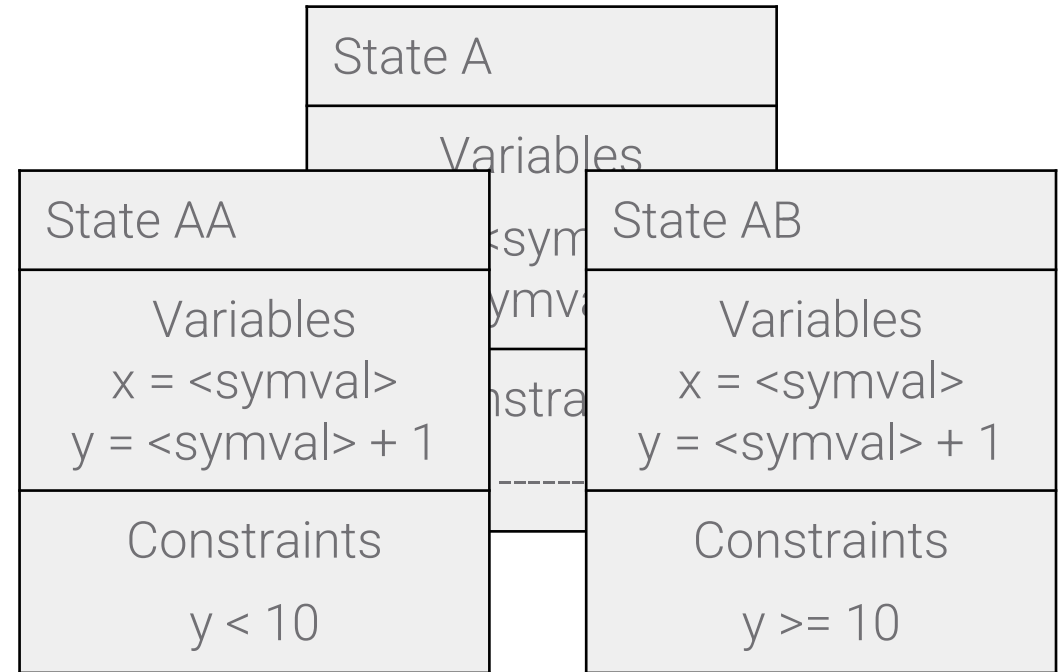 State A
Variables
State AA
Variables
x = <symval>
y = <symval> + 1
Constraints
y < 10
State AB
Variables
x = <symval>
y = <symval> + 1
Constraints
y >= 10